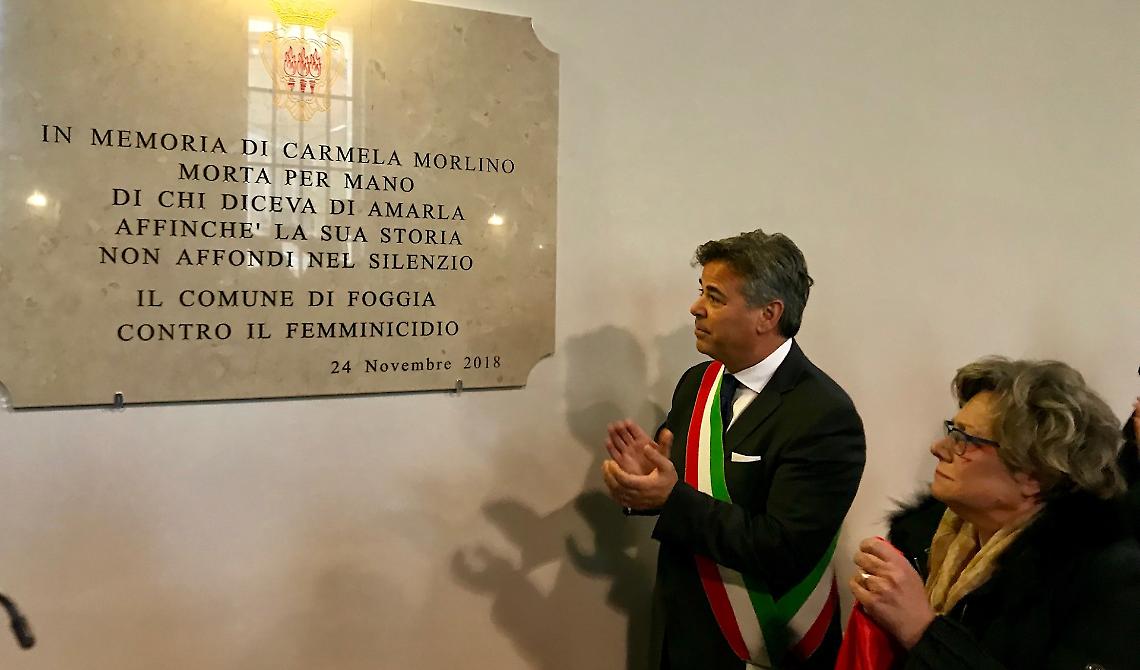 IN MEMORIA DI CARMELA MORLINO
MORTA PER MANO
DI CHI DICEVA DI AMARLA
AFFINCHE' LA SUA STORIA
NON AFFONDI NEL SILENZIO
IL COMUNE DI FOGGIA
CONTRO IL FEMMINICIDIO
24 Novembre 2018